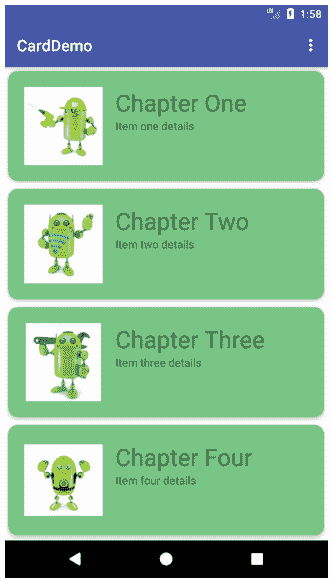 1:58
CardDemo
Chapter One
Item one details
Chapter Two
Item two details
Chapter Three
Item three details
Chapter Four
Item four details